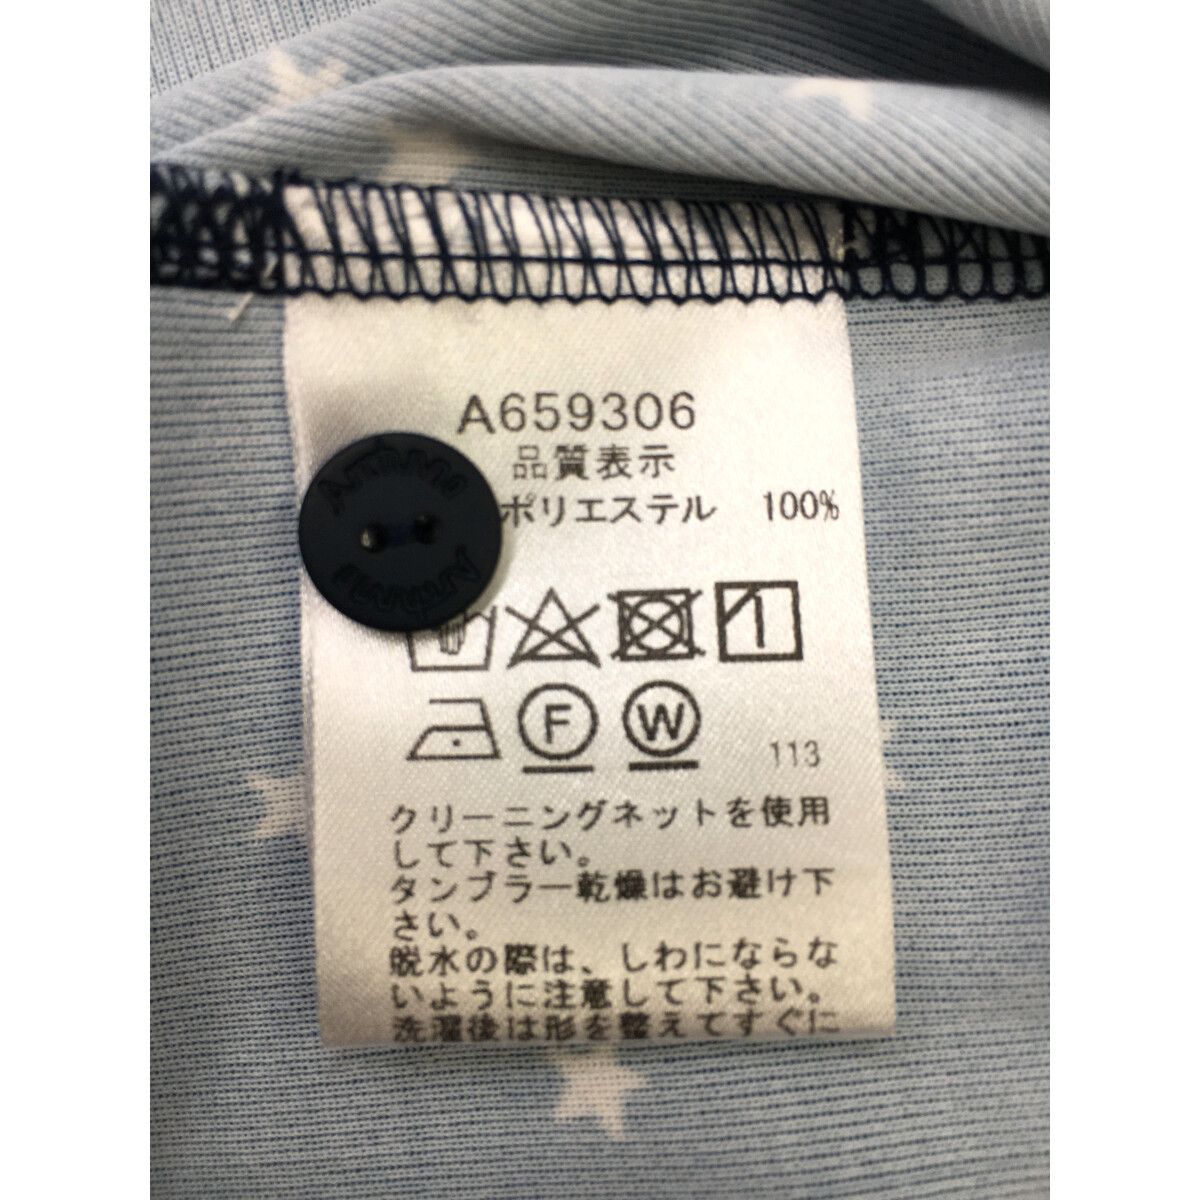 A659306
品質表示
ポリエステル 100%
F W 113
クリーニングネットを使用
して下さい。
タンブラー乾燥はお避け下
さい。
脱水の際は、しわにならな
いように注意して下さい。
洗濯後は形を整えてすぐに